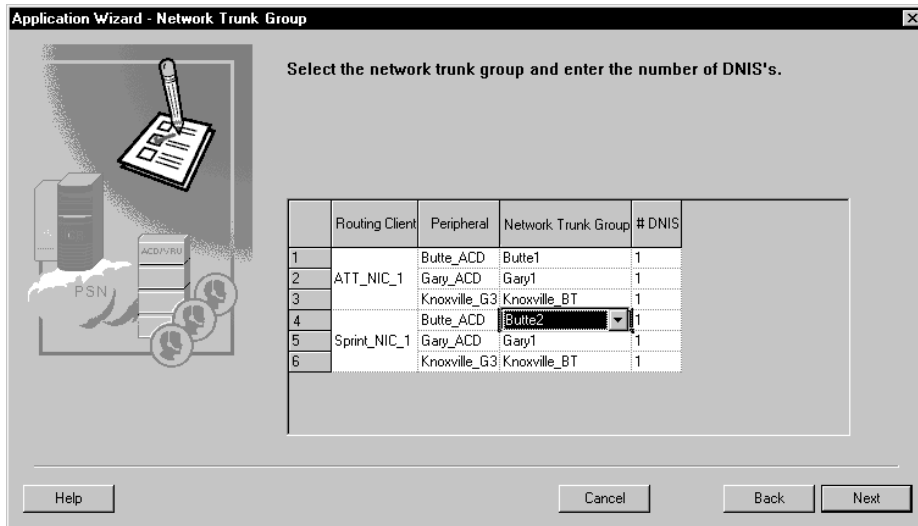 Application Wizard - Network Trunk Group
Select the network trunk group and enter the number of DNIS's.
ACD/VRU
PSN
Routing Client Peripheral Network Trunk Group # DNIS
1 Butte_ACD Butte1 1
2 ATT_NIC_1 Gary_ACD Gary1 1
3 Knoxville_G3 Knoxville_BT 1
4 Butte_ACD Butte2 1
5 Sprint_NIC_1 Gary_ACD Gary1 1
6 Knoxville_G3 Knoxville_BT 1
Help Cancel Back Next